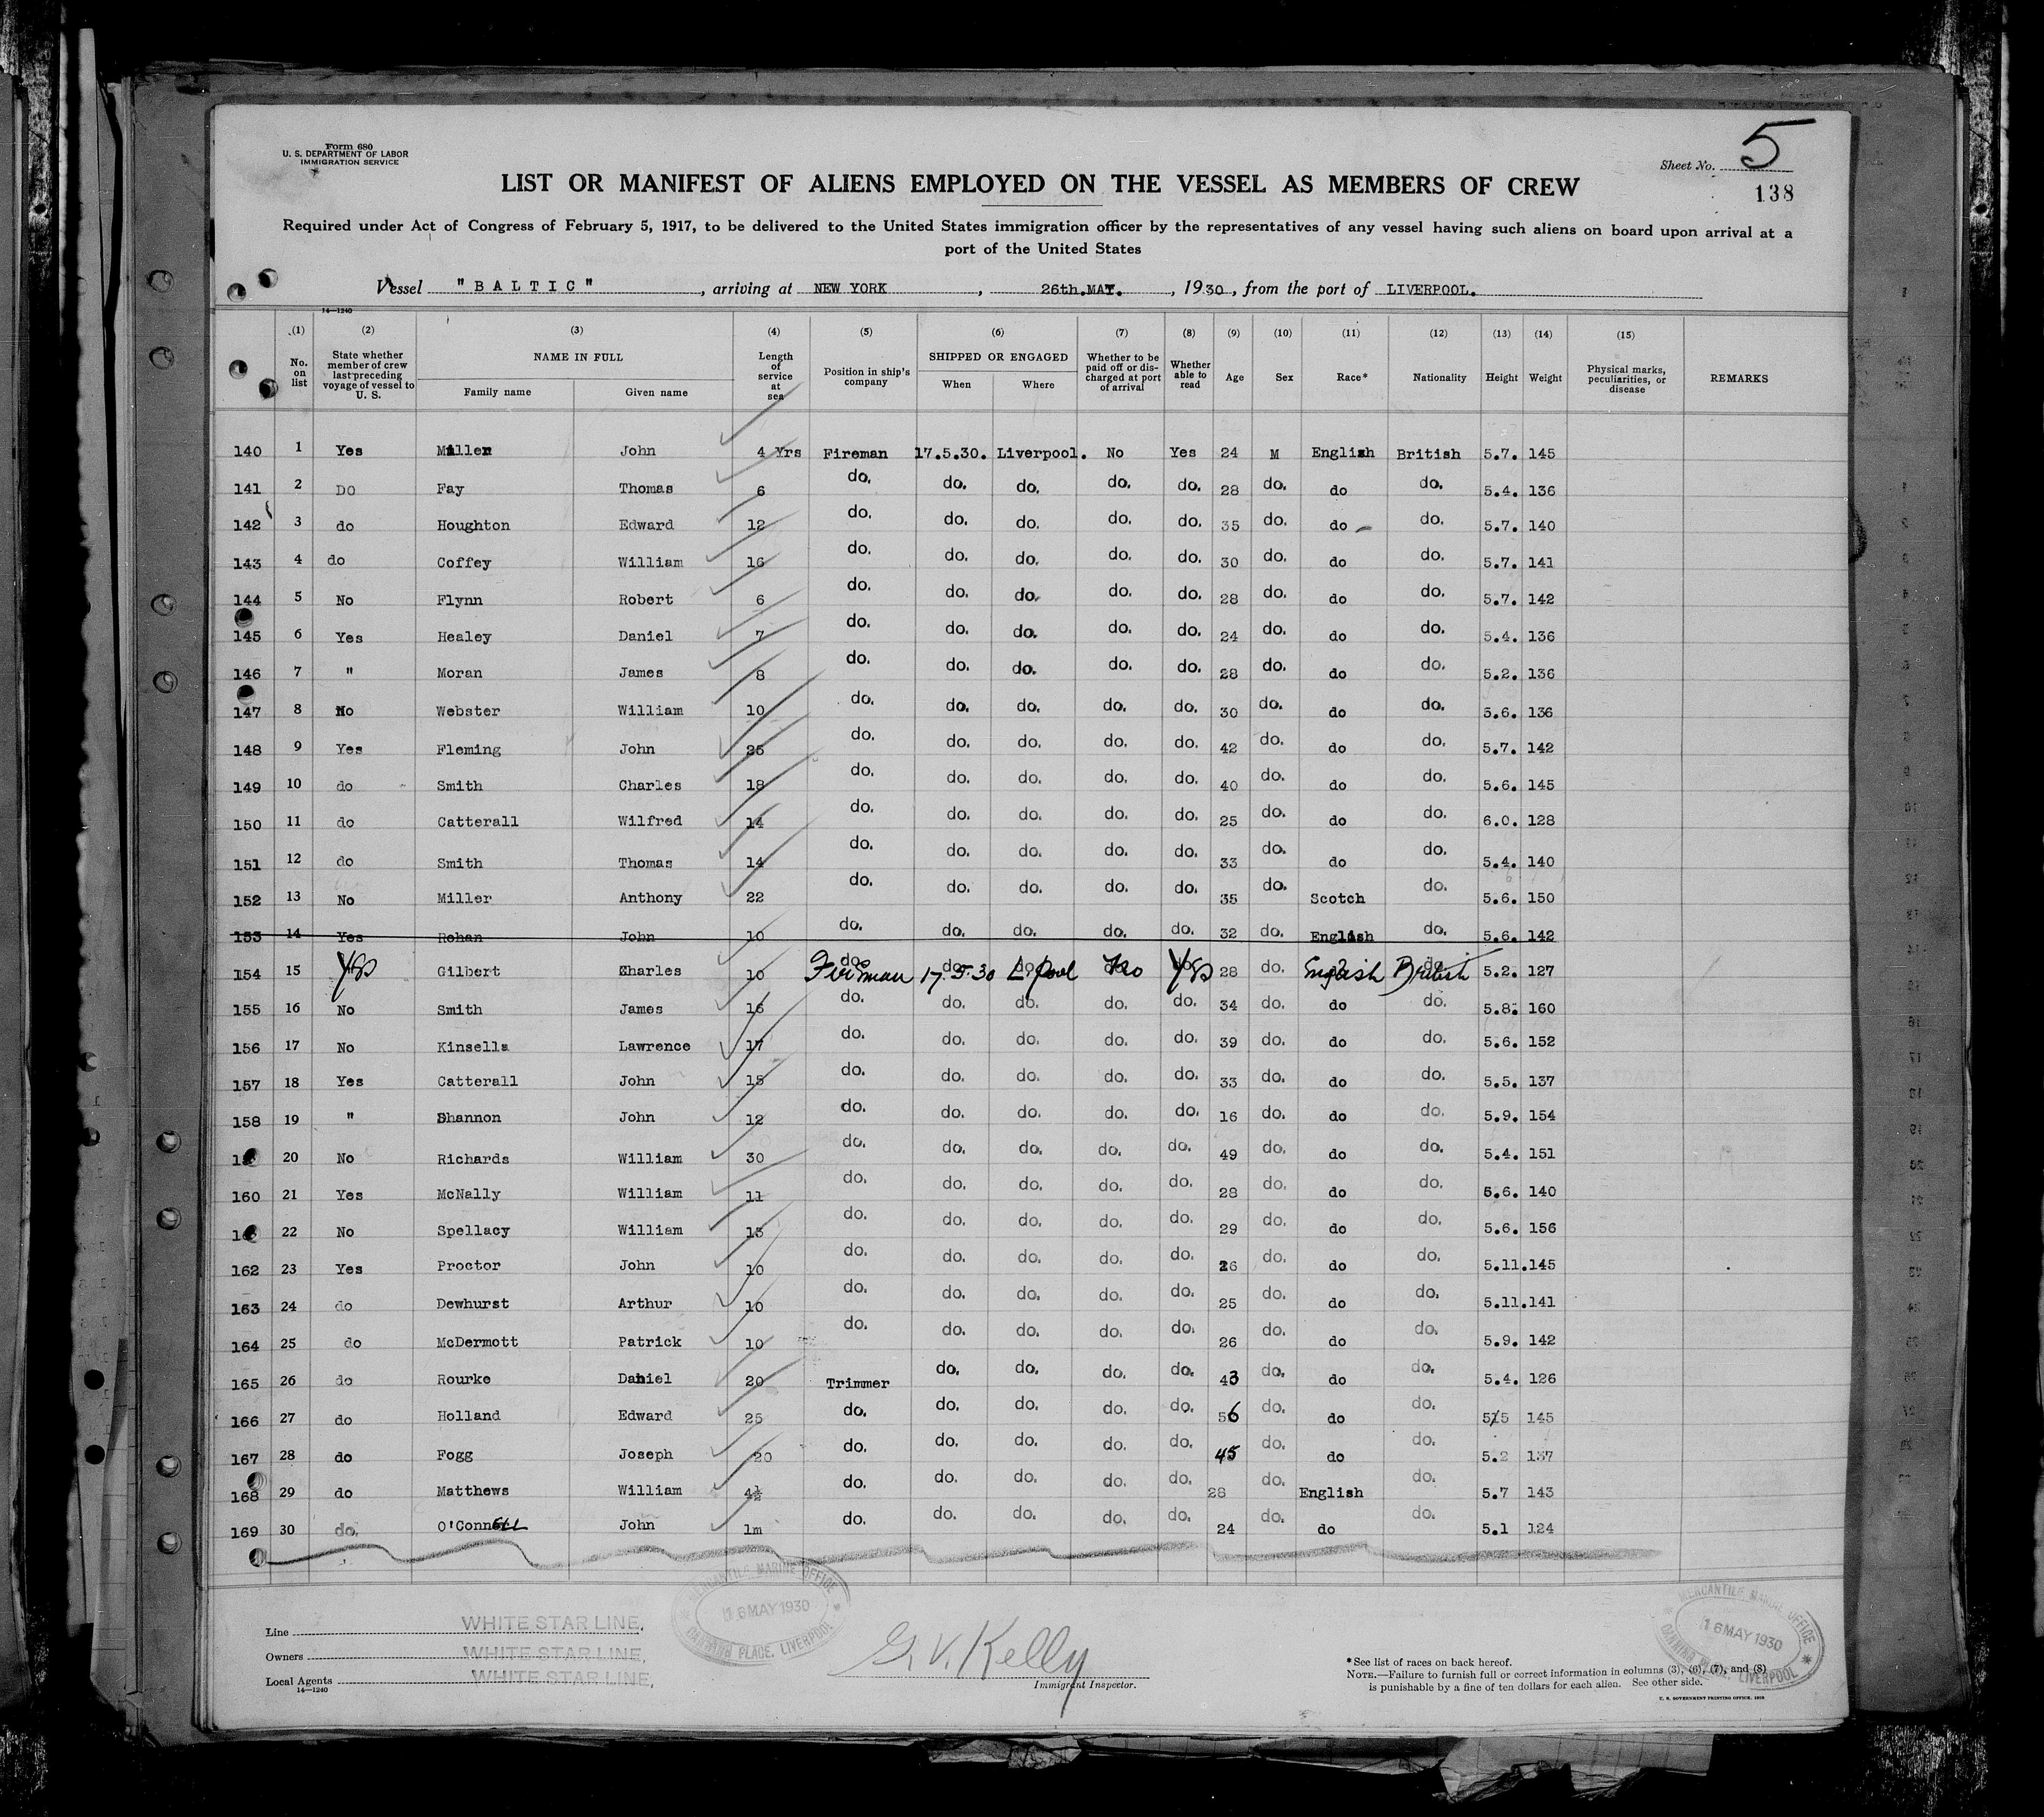 Form 680
U. S. DEPARTMENT OF LABOR
IMMIGRATION SERVICE
Sheet No. 5
138
LIST OR MANIFEST OF ALIENS EMPLOYED ON THE VESSEL AS MEMBERS OF CREW
Required under Act of Congress of February 5, 1917, to be delivered to the United States immigration officer by the representatives of any vessel having such aliens on board upon arrival at a
port of the United States
Vessel "BALTIC", arriving at NEW YORK, 26th.MAY., 1930, from the port of LIVERPOOL.
14—1240
(1) (2) (3) (4) (5) (6) (7) (8) (9) (10) (11) (12) (13) (14) (15)
No. on list State whether member of crew last preceding voyage of vessel to U. S. NAME IN FULL Family name Given name Length of service at sea Position in ship's company SHIPPED OR ENGAGED When Where Whether to be paid off or discharged at port of arrival Whether able to read Age Sex Race* Nationality Height Weight Physical marks, peculiarities, or disease REMARKS
140 1 Yes Miller John 4 Yrs Fireman 17.5.30. Liverpool. No Yes 24 M English British 5.7. 145
141 2 DO Fay Thomas 6 do. do. do. do. do. 28 do. do do. 5.4. 136
142 3 do Houghton Edward 12 do. do. do. do. do. 35 do. do do. 5.7. 140
143 4 do Coffey William 16 do. do. do. do. do. 30 do. do do. 5.7. 141
144 5 No Flynn Robert 6 do. do. do. do. do. 28 do. do do. 5.7. 142
145 6 Yes Healey Daniel 7 do. do. do. do. do. 24 do. do do. 5.4. 136
146 7 " Moran James 8 do. do. do. do. do. 28 do. do do. 5.2. 136
147 8 No Webster William 10 do. do. do. do. do. 30 do. do do. 5.6. 136
148 9 Yes Fleming John 25 do. do. do. do. do. 42 do. do do. 5.7. 142
149 10 do Smith Charles 18 do. do. do. do. do. 40 do. do do. 5.6. 145
150 11 do Catterall Wilfred 14 do. do. do. do. do. 25 do. do do. 6.0. 128
151 12 do Smith Thomas 14 do. do. do. do. do. 33 do. do do. 5.4. 140
152 13 No Miller Anthony 22 do. do. do. do. do. 35 do. Scotch do. 5.6. 150
153 14 Yes Rohan John 10 do. do. do. do. do. 32 do. English do. 5.6. 142
154 15 Yes Gilbert Charles 10 Fireman 17.5.30 L.pool No Yes 28 do. English British 5.2. 127
155 16 No Smith James 16 do. do. do. do. do. 34 do. do do. 5.8. 160
156 17 No Kinsella Lawrence 17 do. do. do. do. do. 39 do. do do. 5.6. 152
157 18 Yes Catterall John 15 do. do. do. do. do. 33 do. do do. 5.5. 137
158 19 " Shannon John 12 do. do. do. do. do. 16 do. do do. 5.9. 154
20 No Richards William 30 do. do. do. do. do. 49 do. do do. 5.4. 151
160 21 Yes McNally William 11 do. do. do. do. do. 28 do. do do. 5.6. 140
22 No Spellacy William 13 do. do. do. do. do. 29 do. do do. 5.6. 156
162 23 Yes Proctor John 10 do. do. do. do. do. 26 do. do do. 5.11. 145
163 24 do Dewhurst Arthur 10 do. do. do. do. do. 25 do. do do. 5.11. 141
164 25 do McDermott Patrick 10 do. do. do. do. do. 26 do. do do. 5.9. 142
165 26 do Rourke Daniel 20 Trimmer do. do. do. do. 43 do. do do. 5.4. 126
166 27 do Holland Edward 25 do. do. do. do. do. 56 do. do do. 5/5 145
167 28 do Fogg Joseph 20 do. do. do. do. do. 45 do. do do. 5.2 137
168 29 do Matthews William 4½ do. do. do. do. do. 28 do. English do. 5.7 143
169 30 do. O'Connell John 1m do. do. do. do. do. 24 do. do do. 5.1 124
Line WHITE STAR LINE.
Owners WHITE STAR LINE.
Local Agents WHITE STAR LINE.
14—1240
MERCANTILE MARINE OFFICE
16 MAY 1930
CANNING PLACE, LIVERPOOL
G. V. Kelly
Immigrant Inspector.
MERCANTILE MARINE OFFICE
16 MAY 1930
CANNING PLACE, LIVERPOOL
*See list of races on back hereof.
NOTE.—Failure to furnish full or correct information in columns (3), (6), (7), and (8)
is punishable by a fine of ten dollars for each alien. See other side.